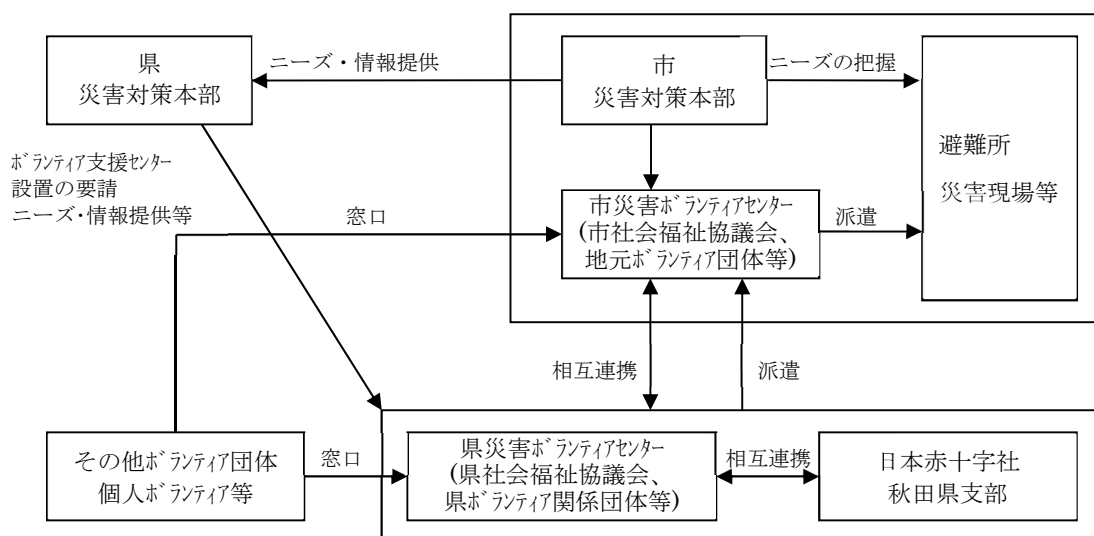 県
災害対策本部
ニーズ・情報提供
市
災害対策本部
ニーズの把握
避難所
災害現場等
ﾎﾞﾗﾝﾃｨｱ支援ｾﾝﾀｰ
設置の要請
ニーズ・情報提供等
窓口
市災害ﾎﾞﾗﾝﾃｨｱｾﾝﾀｰ
(市社会福祉協議会、
地元ﾎﾞﾗﾝﾃｨｱ団体等)
派遣
相互連携
派遣
その他ﾎﾞﾗﾝﾃｨｱ団体
個人ﾎﾞﾗﾝﾃｨｱ等
窓口
県災害ﾎﾞﾗﾝﾃｨｱｾﾝﾀｰ
(県社会福祉協議会、
県ﾎﾞﾗﾝﾃｨｱ関係団体等)
相互連携
日本赤十字社
秋田県支部